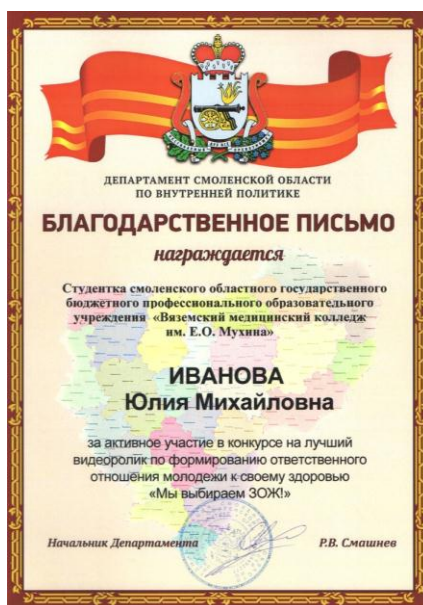 ДЕПАРТАМЕНТ СМОЛЕНСКОЙ ОБЛАСТИ
ПО ВНУТРЕННЕЙ ПОЛИТИКЕ
БЛАГОДАРСТВЕННОЕ ПИСЬМО
награждается
Студентка смоленского областного государственного
бюджетного профессионального образовательного
учреждения «Вяземский медицинский колледж
им. Е.О. Мухина»
ИВАНОВА
Юлия Михайловна
за активное участие в конкурсе на лучший
видеоролик по формированию ответственного
отношения молодежи к своему здоровью
«Мы выбираем ЗОЖ!»
Начальник Департамента Р.В. Смашнев